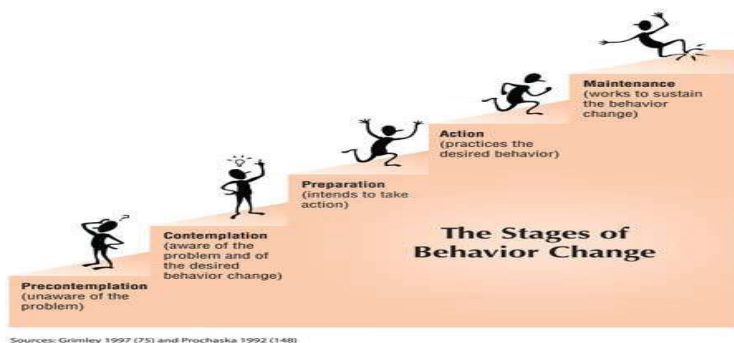 Maintenance
(works to sustain
the behavior
change)
Action
(practices the
desired behavior)
Preparation
(intends to take
action)
Contemplation
(aware of the
problem and of
the desired
behavior change)
Precontemplation
(unaware of the
problem)
?
The Stages of
Behavior Change
Sources: Grimley 1997 (75) and Prochaska 1992 (148)